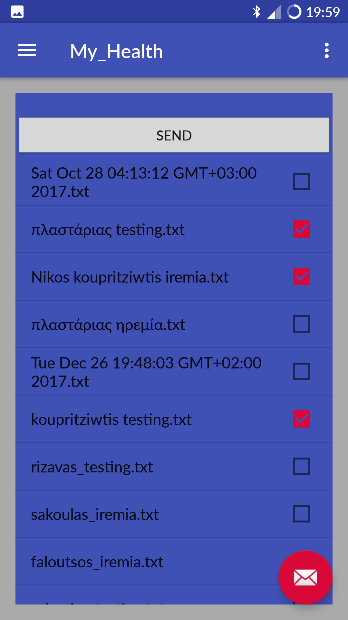 19:59
My_Health
SEND
Sat Oct 28 04:13:12 GMT+03:00
2017.txt
πλαστάριας testing.txt
Nikos koupritziwtis iremia.txt
πλαστάριας ηρεμία.txt
Tue Dec 26 19:48:03 GMT+02:00
2017.txt
koupritziwtis testing.txt
rizavas_testing.txt
sakoulas_iremia.txt
faloutsos_iremia.txt